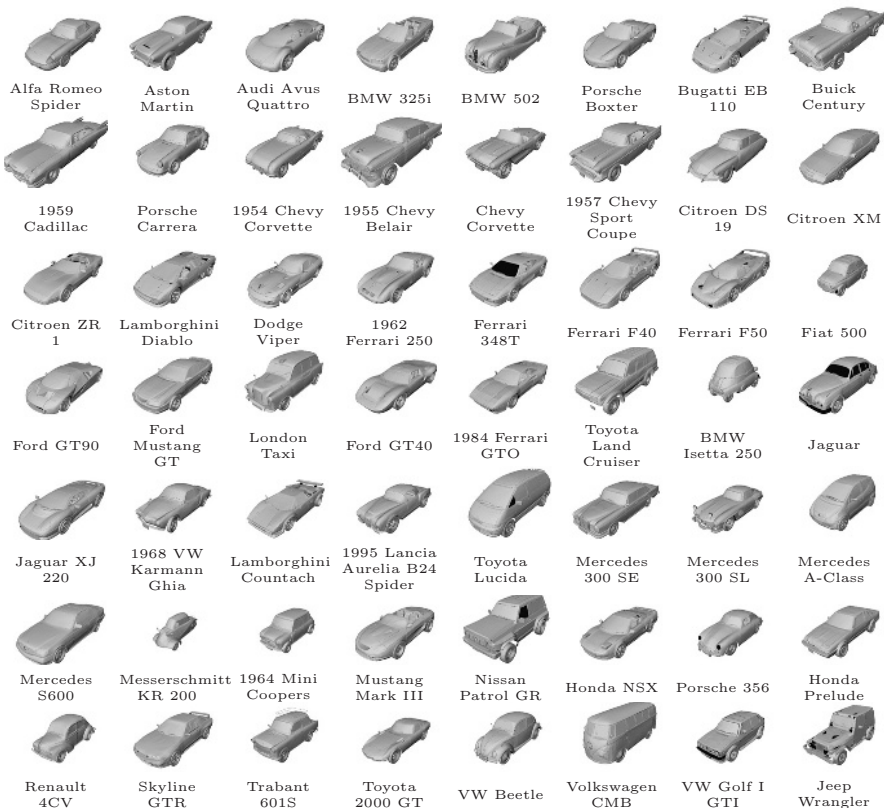 Alfa Romeo
Spider
Aston
Martin
Audi Avus
Quattro
BMW 325i
BMW 502
Porsche
Boxter
Bugatti EB
110
Buick
Century
1959
Cadillac
Porsche
Carrera
1954 Chevy
Corvette
1955 Chevy
Belair
Chevy
Corvette
1957 Chevy
Sport
Coupe
Citroen DS
19
Citroen XM
Citroen ZR
1
Lamborghini
Diablo
Dodge
Viper
1962
Ferrari 250
Ferrari
348T
Ferrari F40
Ferrari F50
Fiat 500
Ford GT90
Ford
Mustang
GT
London
Taxi
Ford GT40
1984 Ferrari
GTO
Toyota
Land
Cruiser
BMW
Isetta 250
Jaguar
Jaguar XJ
220
1968 VW
Karmann
Ghia
Lamborghini
Countach
1995 Lancia
Aurelia B24
Spider
Toyota
Lucida
Mercedes
300 SE
Mercedes
300 SL
Mercedes
A-Class
Mercedes
S600
Messerschmitt
KR 200
1964 Mini
Coopers
Mustang
Mark III
Nissan
Patrol GR
Honda NSX
Porsche 356
Honda
Prelude
Renault
4CV
Skyline
GTR
Trabant
601S
Toyota
2000 GT
VW Beetle
Volkswagen
CMB
VW Golf I
GTI
Jeep
Wrangler